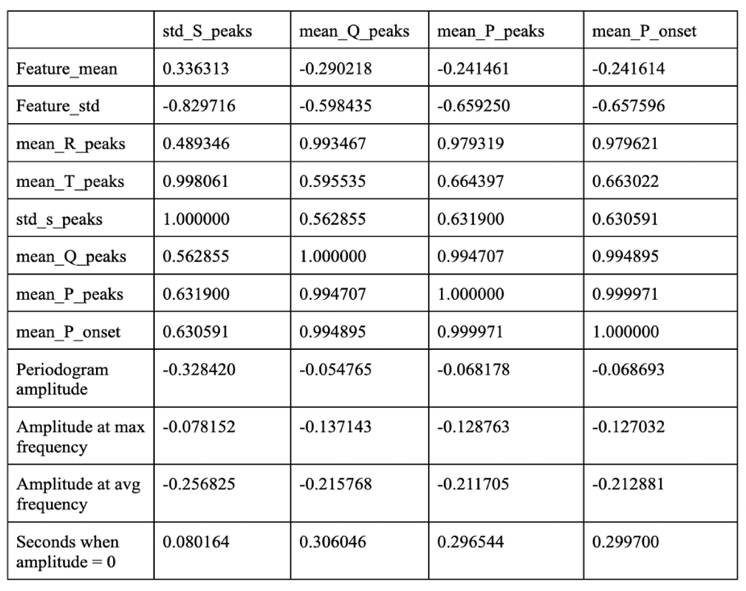 std_S_peaks mean_Q_peaks mean_P_peaks mean_P_onset
Feature_mean 0.336313 -0.290218 -0.241461 -0.241614
Feature_std -0.829716 -0.598435 -0.659250 -0.657596
mean_R_peaks 0.489346 0.993467 0.979319 0.979621
mean_T_peaks 0.998061 0.595535 0.664397 0.663022
std_s_peaks 1.000000 0.562855 0.631900 0.630591
mean_Q_peaks 0.562855 1.000000 0.994707 0.994895
mean_P_peaks 0.631900 0.994707 1.000000 0.999971
mean_P_onset 0.630591 0.994895 0.999971 1.000000
Periodogram -0.328420 -0.054765 -0.068178 -0.068693
amplitude
Amplitude at max -0.078152 -0.137143 -0.128763 -0.127032
frequency
Amplitude at avg -0.256825 -0.215768 -0.211705 -0.212881
frequency
Seconds when 0.080164 0.306046 0.296544 0.299700
amplitude = 0